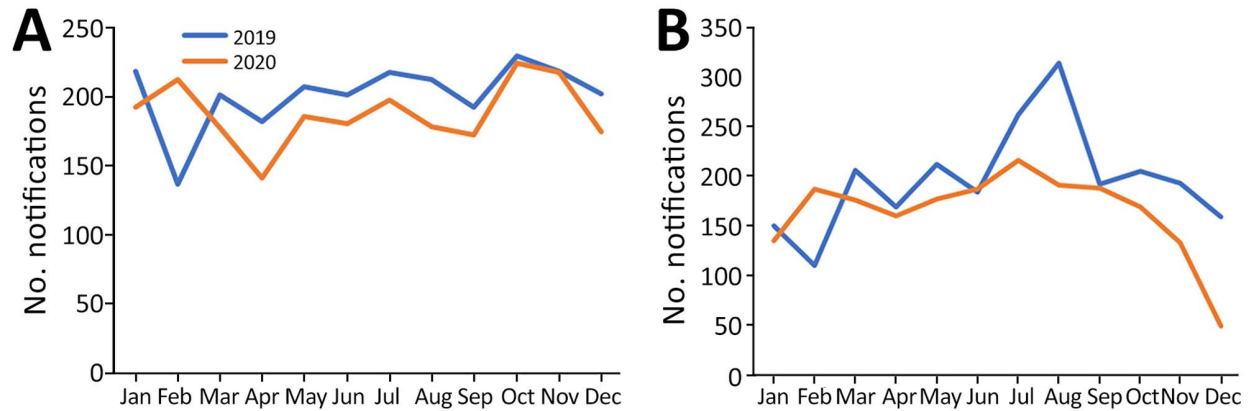 A
No. notifications
250
200
150
100
50
0
2019
2020
Jan Feb Mar Apr May Jun Jul Aug Sep Oct Nov Dec
B
No. notifications
350
300
250
200
150
100
50
0
Jan Feb Mar Apr May Jun Jul Aug Sep Oct Nov Dec